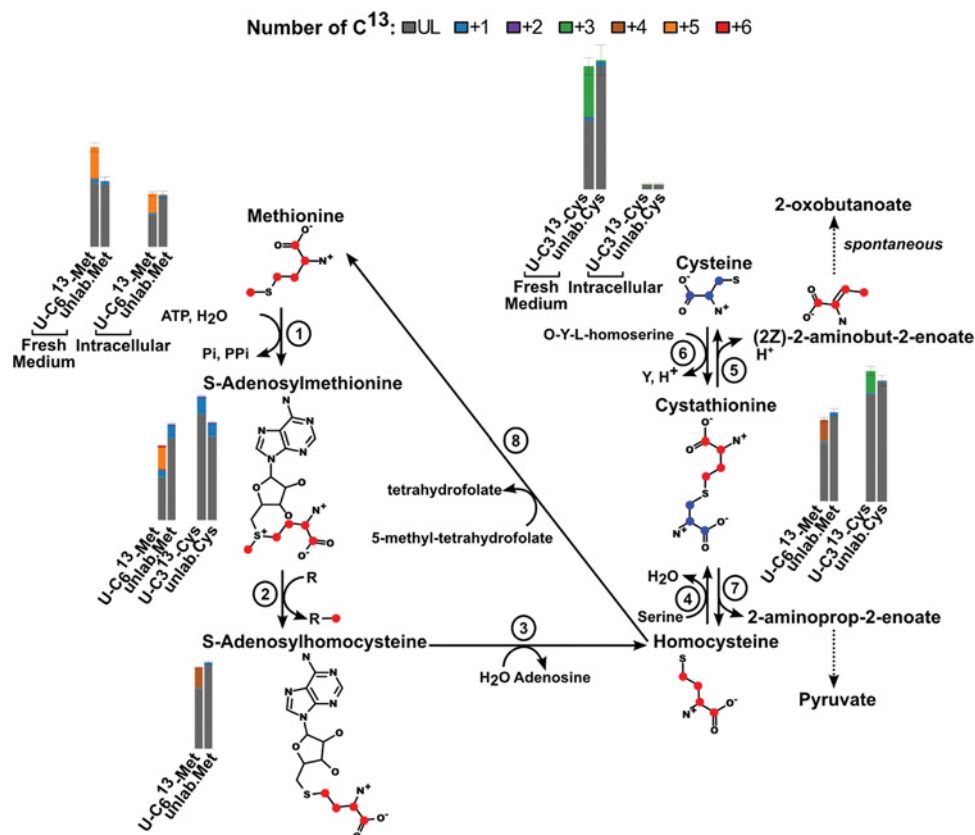 Number of C13: UL +1 +2 +3 +4 +5 +6
U-C6 13-Met
unlab.Met
U-C6 13-Met
unlab.Met
Fresh Medium
Intracellular
U-C3 13-Cys
unlab.Cys
U-C3 13-Cys
unlab.Cys
Fresh Medium
Intracellular
Methionine
O-
O
N+
S
ATP, H2O
1
Pi, PPi
S-Adenosylmethionine
N
N
N
N
N
O
O
O
N+
S+
O
O-
U-C6 13-Met
unlab.Met
U-C3 13-Cys
unlab.Cys
2
R
R
S-Adenosylhomocysteine
N
N
N
N
N
O
O
O
S
N+
O-
O
U-C6 13-Met
unlab.Met
3
H2O Adenosine
8
tetrahydrofolate
5-methyl-tetrahydrofolate
2-oxobutanoate
spontaneous
Cysteine
O-
S
O
N+
O
O-
N
O-Y-L-homoserine
6
Y, H+
5
H+
(2Z)-2-aminobut-2-enoate
Cystathionine
O-
O
N+
S
N+
O-
O
U-C6 13-Met
unlab.Met
U-C3 13-Cys
unlab.Cys
H2O
4
Serine
7
2-aminoprop-2-enoate
Homocysteine
S
N+
O-
O
Pyruvate